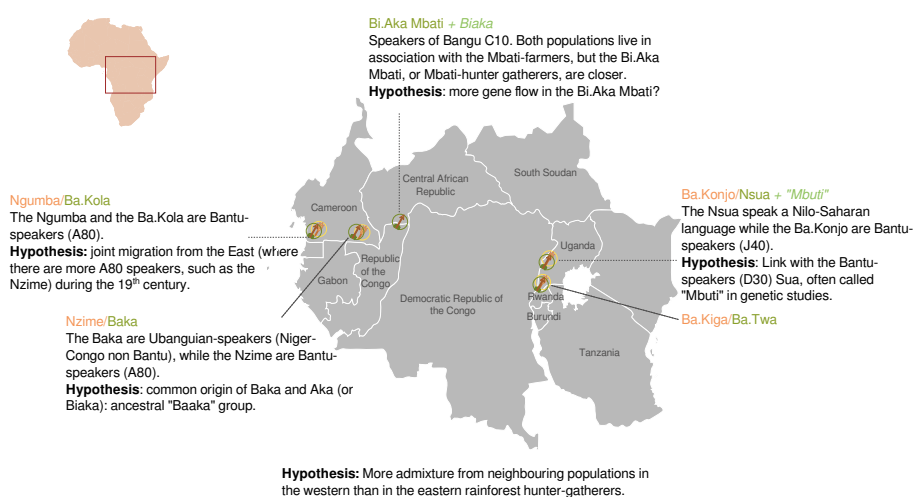 Bi.Aka Mbati + Biaka
Speakers of Bangu C10. Both populations live in
association with the Mbati-farmers, but the Bi.Aka
Mbati, or Mbati-hunter gatherers, are closer.
Hypothesis: more gene flow in the Bi.Aka Mbati?
South Soudan
Central African
Republic
Cameroon
Ngumba/Ba.Kola
The Ngumba and the Ba.Kola are Bantu-
speakers (A80).
Hypothesis: joint migration from the East (where
there are more A80 speakers, such as the
Nzime) during the 19th century.
Ba.Konjo/Nsua + "Mbuti"
The Nsua speak a Nilo-Saharan
language while the Ba.Konjo are Bantu-
speakers (J40).
Hypothesis: Link with the Bantu-
speakers (D30) Sua, often called
"Mbuti" in genetic studies.
Uganda
Republic
of the
Congo
Gabon
Democratic Republic of
the Congo
Rwanda
Burundi
Ba.Kiga/Ba.Twa
Tanzania
Nzime/Baka
The Baka are Ubanguian-speakers (Niger-
Congo non Bantu), while the Nzime are Bantu-
speakers (A80).
Hypothesis: common origin of Baka and Aka (or
Biaka): ancestral "Baaka" group.
Hypothesis: More admixture from neighbouring populations in
the western than in the eastern rainforest hunter-gatherers.